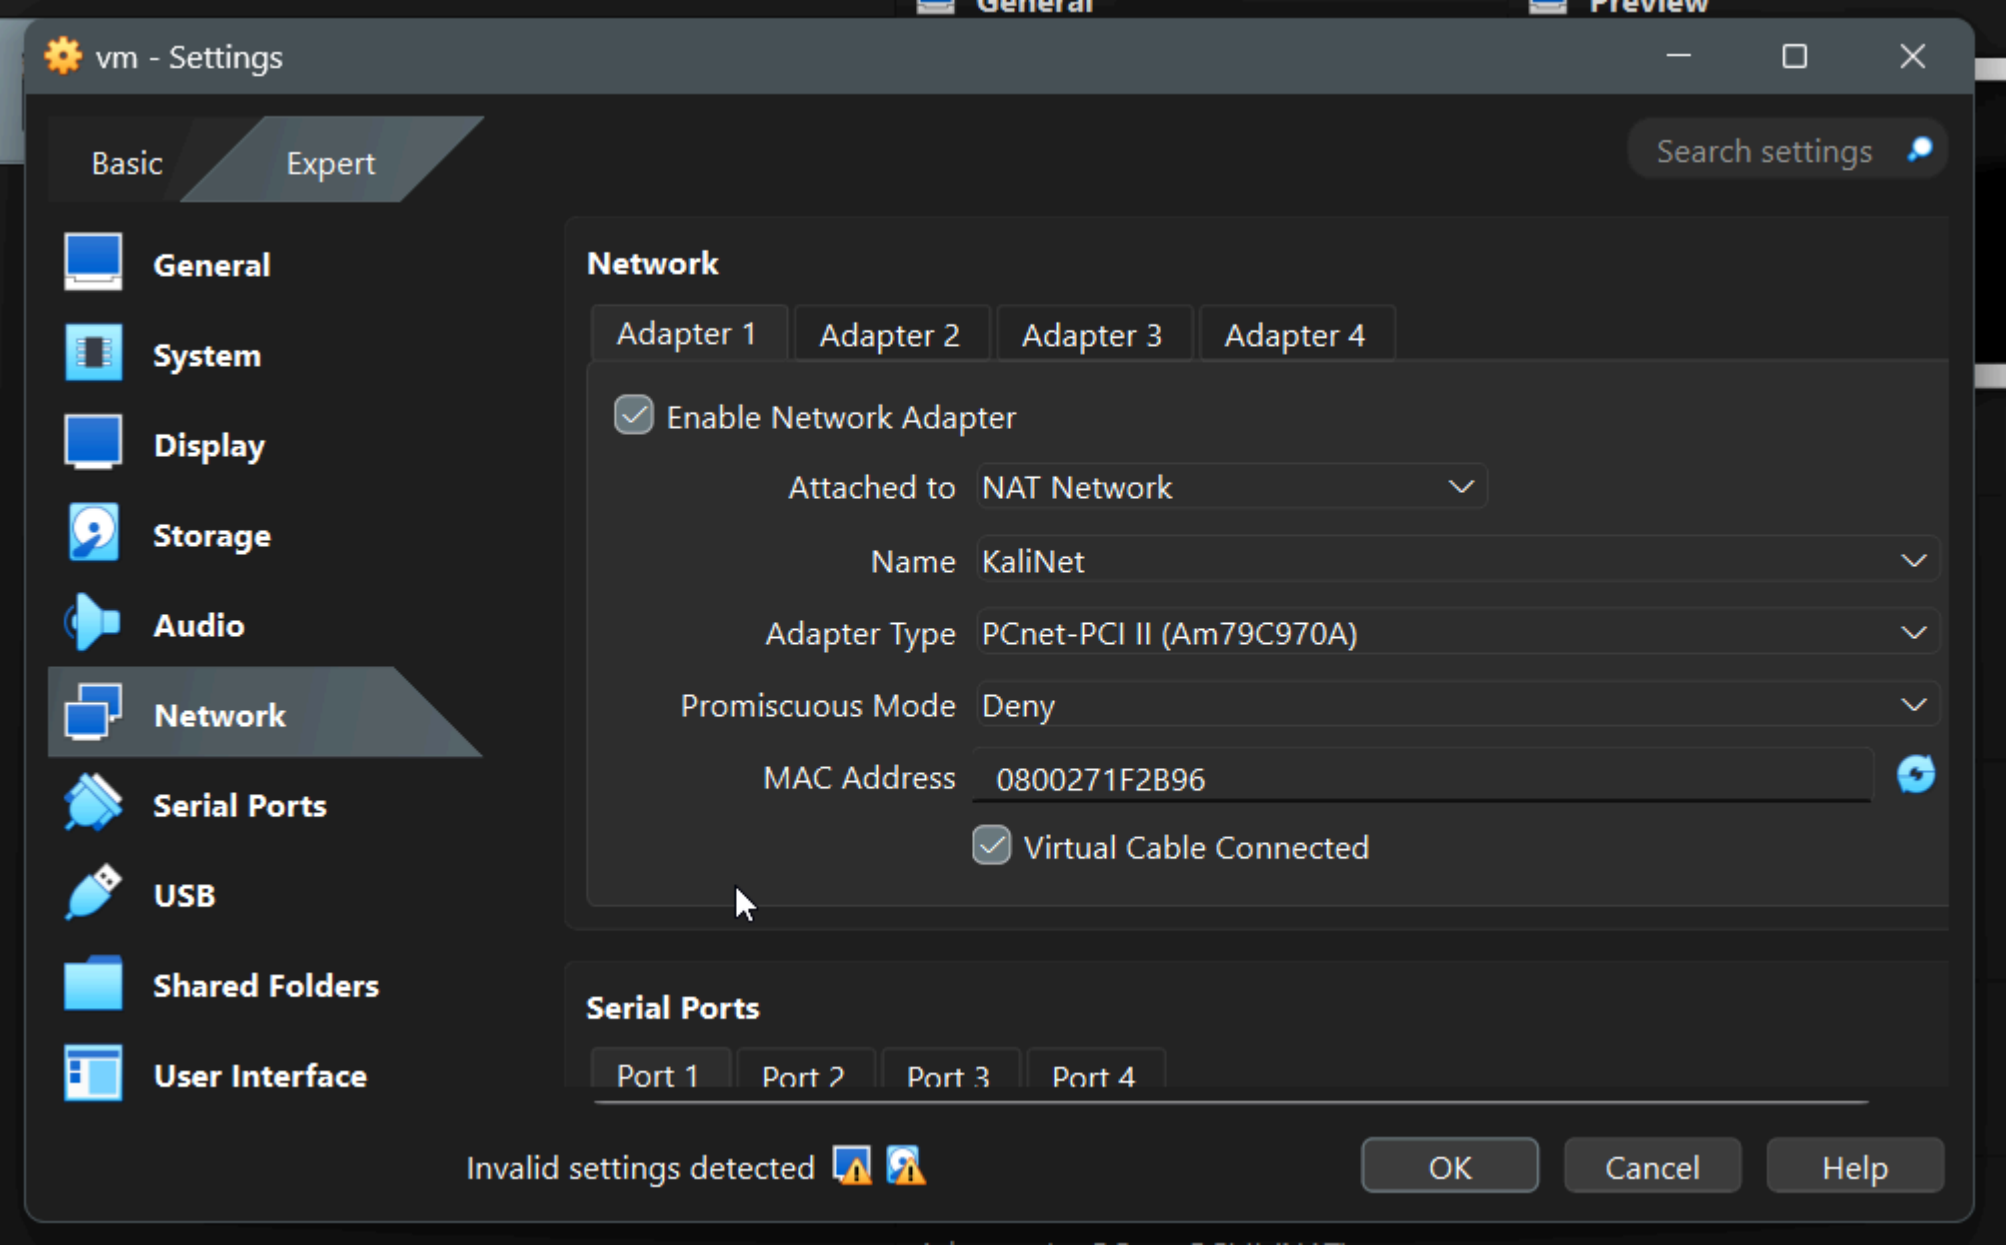 General
Preview
vm - Settings
Basic
Expert
Search settings
General
System
Display
Storage
Audio
Network
Serial Ports
USB
Shared Folders
User Interface
Network
Adapter 1
Adapter 2
Adapter 3
Adapter 4
Enable Network Adapter
Attached to NAT Network
Name KaliNet
Adapter Type PCnet-PCI II (Am79C970A)
Promiscuous Mode Deny
MAC Address 0800271F2B96
Virtual Cable Connected
Serial Ports
Port 1
Port 2
Port 3
Port 4
Invalid settings detected
OK
Cancel
Help